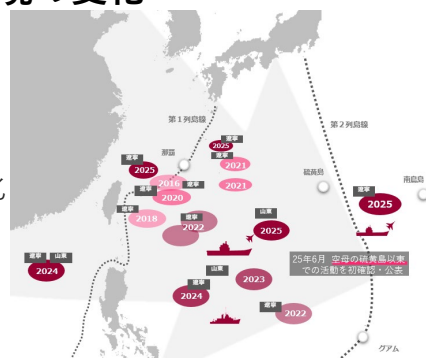 の変化
第1列島線
第2列島線
遼寧
2025
那覇
遼寧
2021
遼寧
2025
2016
遼寧
2021
遼寧
2020
硫黄島
南鳥島
遼寧
2025
2018
遼寧
2022
山東
2025
25年6月 空母の硫黄島以東
での活動を初確認・公表
遼寧
山東
2024
山東
2023
遼寧
2024
遼寧
2022
グアム